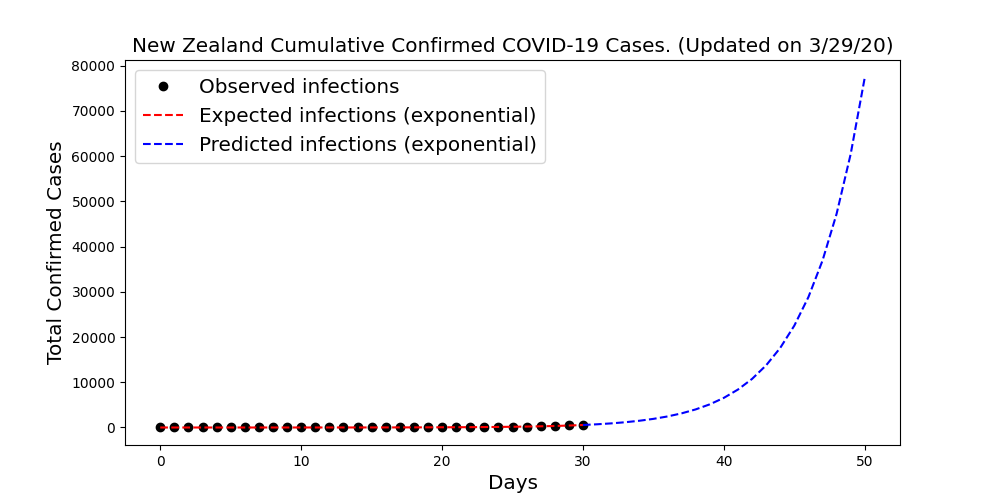 New Zealand Cumulative Confirmed COVID-19 Cases. (Updated on 3/29/20)
Observed infections
Expected infections (exponential)
Predicted infections (exponential)
Total Confirmed Cases
80000
70000
60000
50000
40000
30000
20000
10000
0
0 10 20 30 40 50
Days